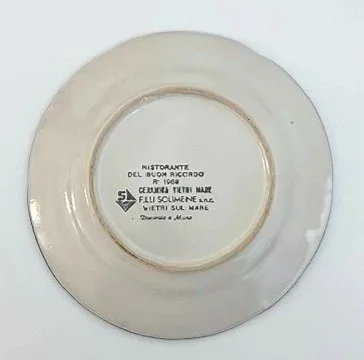 RISTORANTE
DEL BUON RICORDO
R° 1968
CERAMICA VIETRI MARE
S
F.LLI SOLIMENE s.n.c.
VIETRI SUL MARE
Decorato a Mano